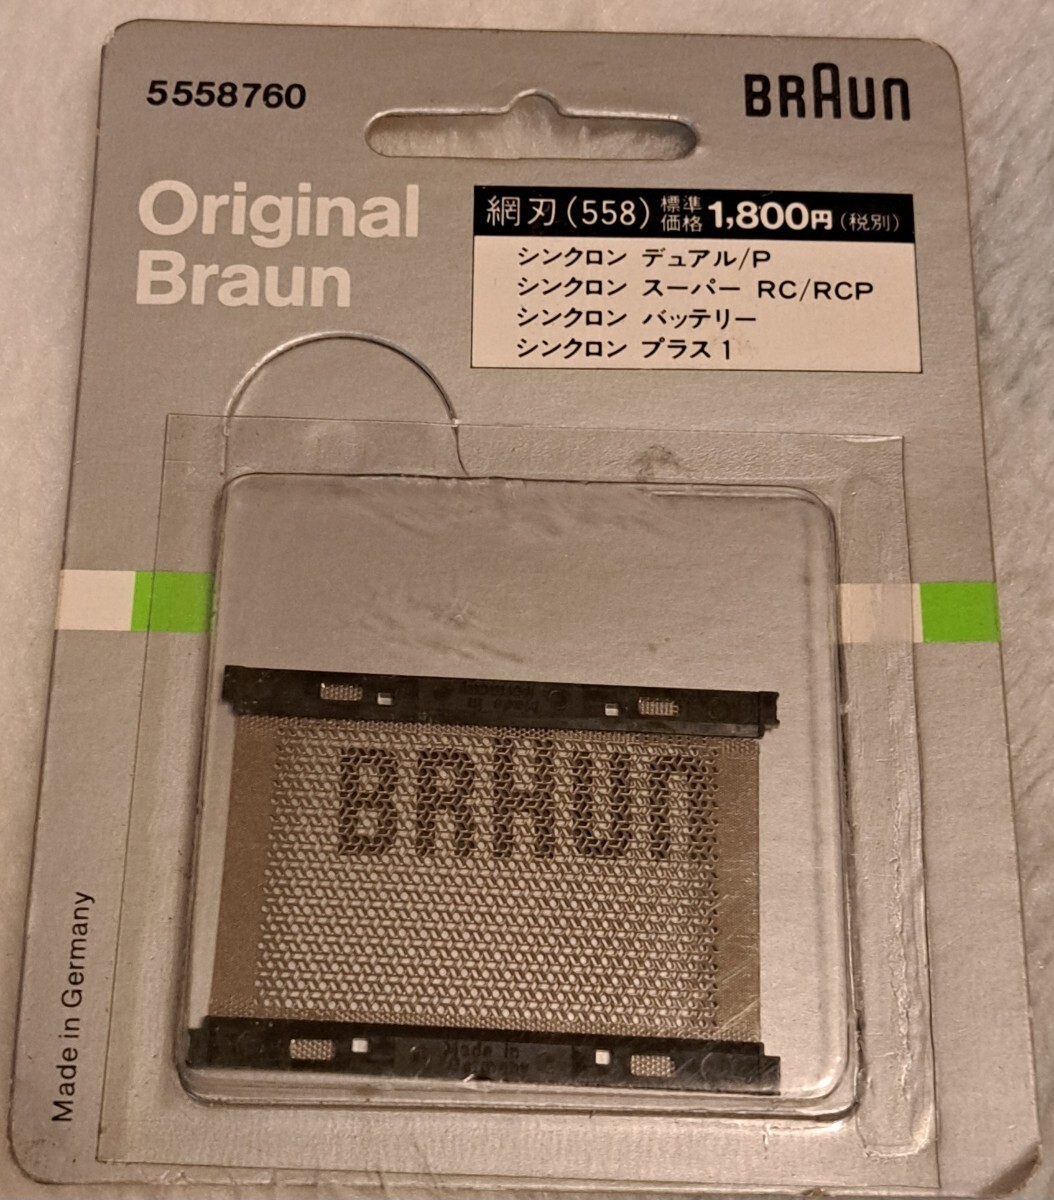 5558760
BRAUN
Original
Braun
網刃(558) 標準価格 1,800円(税別)
シンクロン デュアル/P
シンクロン スーパー RC/RCP
シンクロン バッテリー
シンクロン プラス1
BRAUN
Made in Germany
Made in
Germany